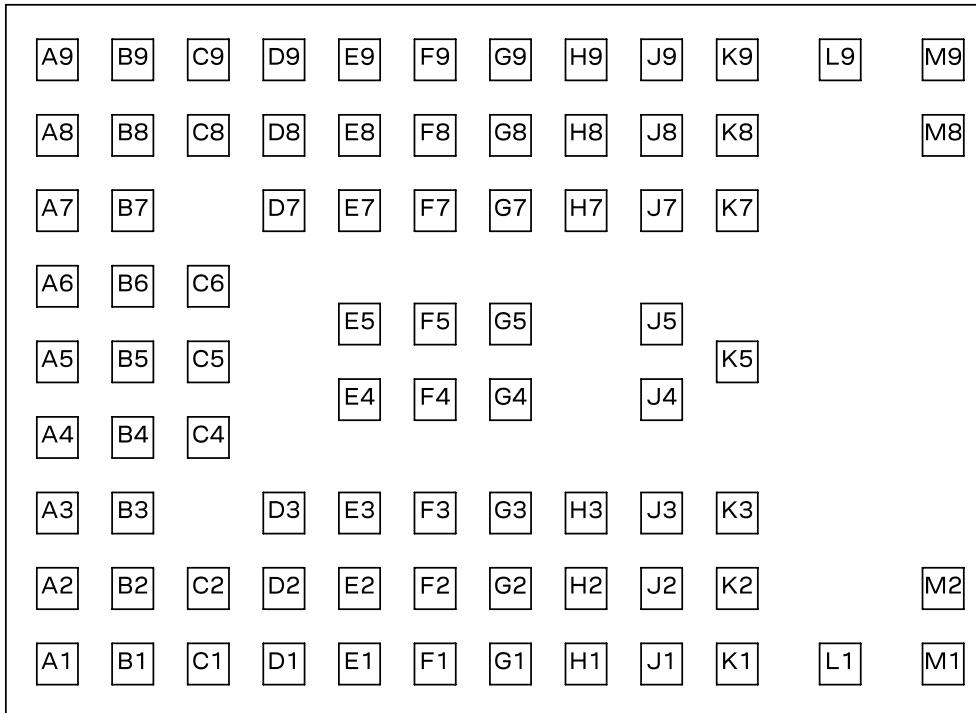 A9 B9 C9 D9 E9 F9 G9 H9 J9 K9 L9 M9
A8 B8 C8 D8 E8 F8 G8 H8 J8 K8 M8
A7 B7 D7 E7 F7 G7 H7 J7 K7
A6 B6 C6
E5 F5 G5 J5
A5 B5 C5 K5
E4 F4 G4 J4
A4 B4 C4
A3 B3 D3 E3 F3 G3 H3 J3 K3
A2 B2 C2 D2 E2 F2 G2 H2 J2 K2 M2
A1 B1 C1 D1 E1 F1 G1 H1 J1 K1 L1 M1